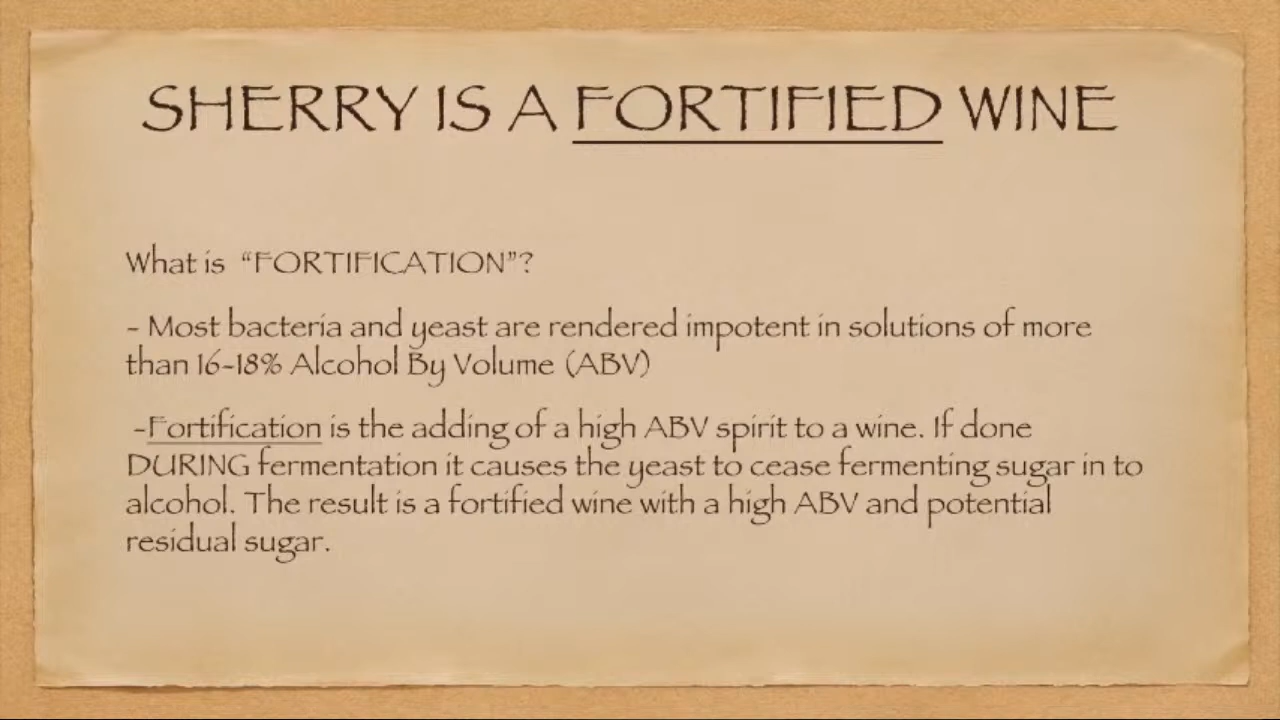 SHERRY IS A FORTIFIED WINE
What is "FORTIFICATION"?
- Most bacteria and yeast are rendered impotent in solutions of more
than 16-18% Alcohol By Volume (ABV)
-Fortification is the adding of a high ABV spirit to a wine. If done
DURING fermentation it causes the yeast to cease fermenting sugar in to
alcohol. The result is a fortified wine with a high ABV and potential
residual sugar.